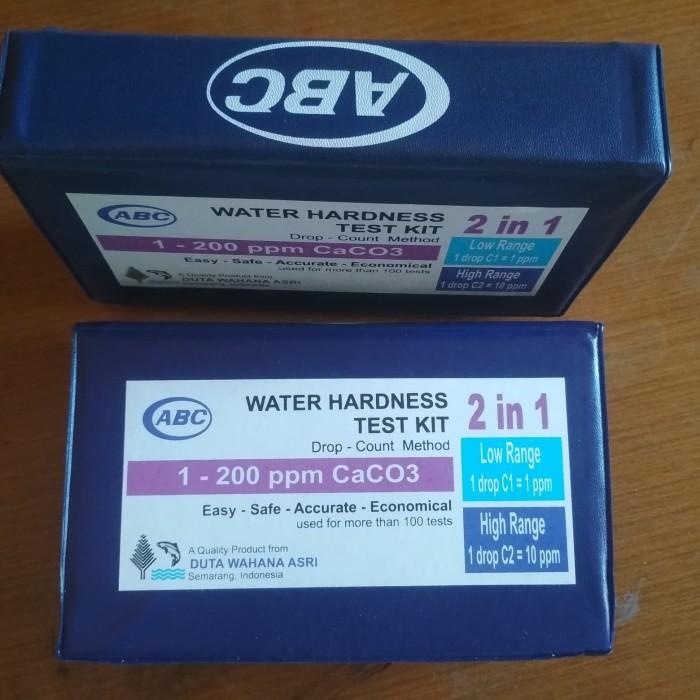 ABC
ABC
WATER HARDNESS
TEST KIT
Drop - Count Method
1 - 200 ppm CaCO3
Easy - Safe - Accurate - Economical
used for more than 100 tests
A Quality Product from
DUTA WAHANA ASRI
Semarang, Indonesia
2 in 1
Low Range
1 drop C1 = 1 ppm
High Range
1 drop C2 = 10 ppm
ABC
WATER HARDNESS
TEST KIT
Drop - Count Method
1 - 200 ppm CaCO3
Easy - Safe - Accurate - Economical
used for more than 100 tests
A Quality Product from
DUTA WAHANA ASRI
Semarang, Indonesia
2 in 1
Low Range
1 drop C1 = 1 ppm
High Range
1 drop C2 = 10 ppm